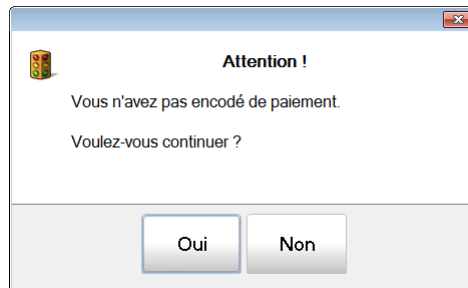 Attention !
Vous n'avez pas encodé de paiement.
Voulez-vous continuer ?
Oui
Non